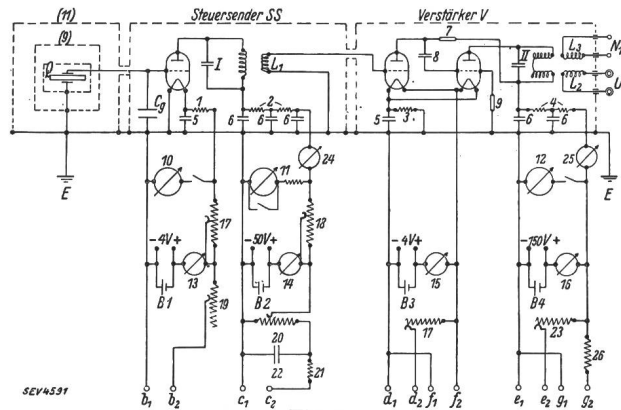 (11) Steuersender SS Verstärker V
(9)
Q
7
I L₁ 8 II L₃ N₁
U
L₂
Cg 1 2 3 9 4
5 6 6 6 5 6 6
24 25
E 10 11 12 E
17 18
-4V+ -50V+ -4V+ -150V+
13 14 15 16
B1 B2 B3 B4
19 17 23
20
22 21 26
SEV4591
b₁ b₂ c₁ c₂ d₁ d₂ f₁ f₂ e₁ e₂ g₁ g₂